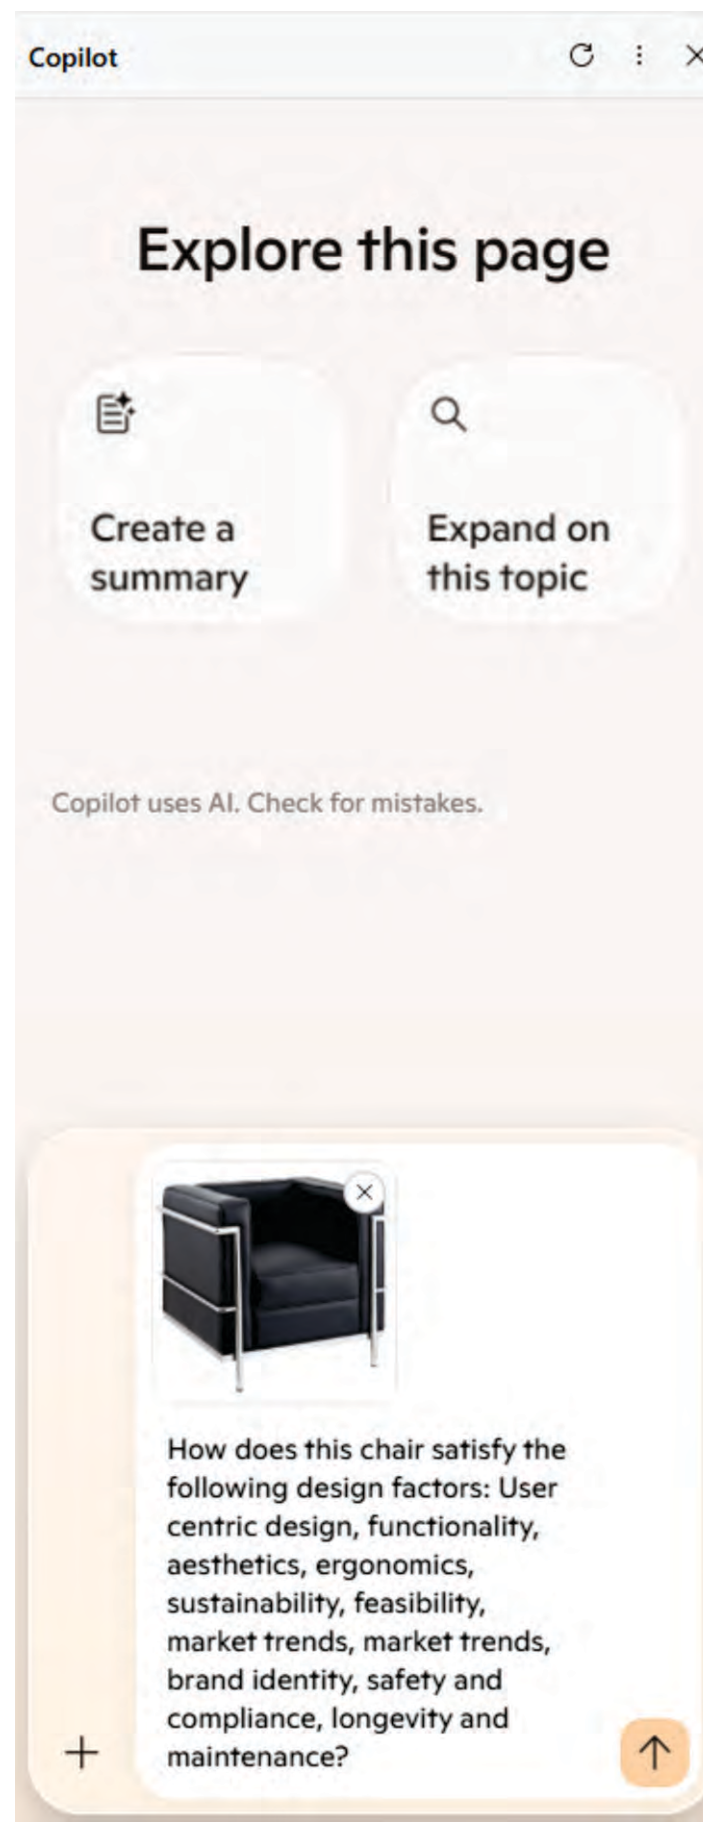 Copilot
Explore this page
Create a
summary
Expand on
this topic
Copilot uses AI. Check for mistakes.
How does this chair satisfy the
following design factors: User
centric design, functionality,
aesthetics, ergonomics,
sustainability, feasibility,
market trends, market trends,
brand identity, safety and
compliance, longevity and
maintenance?